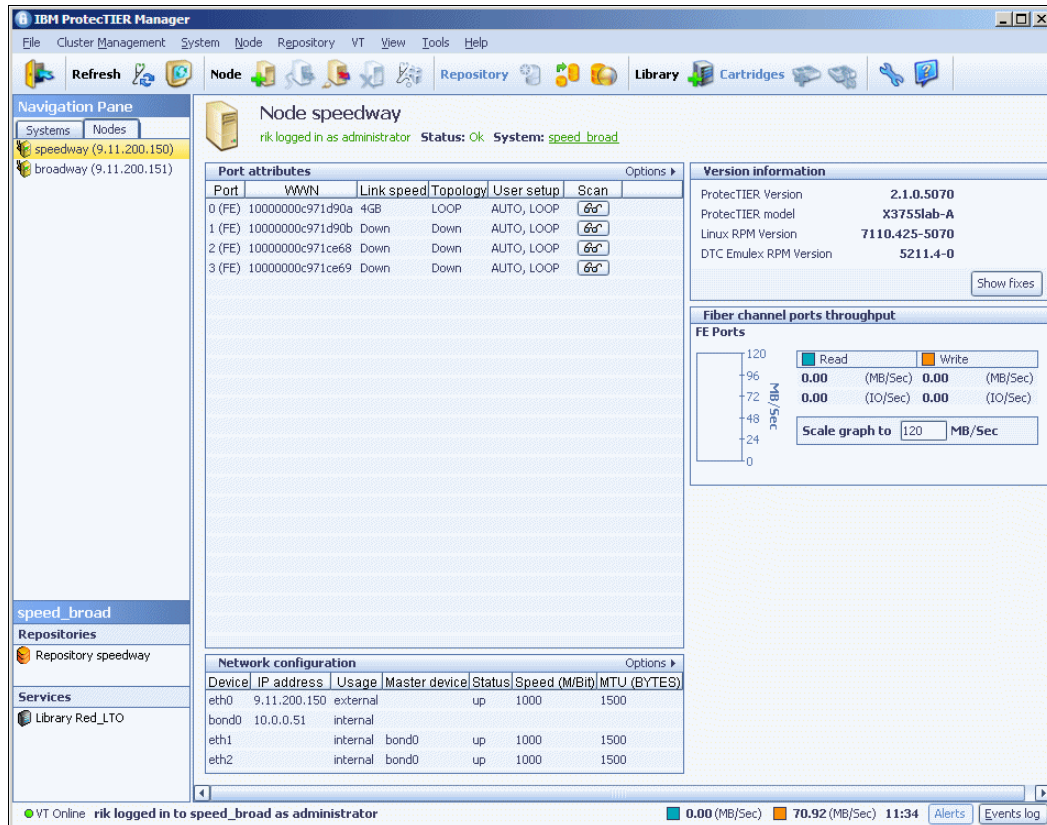 IBM ProtecTIER Manager
File Cluster Management System Node Repository VT View Tools Help
Refresh Node Repository Library Cartridges
Navigation Pane
Systems Nodes
speedway (9.11.200.150)
broadway (9.11.200.151)
Node speedway
rik logged in as administrator Status: Ok System: speed_broad
Port attributes Options
Port WWN Link speed Topology User setup Scan
0 (FE) 10000000c971d90a 4GB LOOP AUTO, LOOP
1 (FE) 10000000c971d90b Down Down AUTO, LOOP
2 (FE) 10000000c971ce68 Down Down AUTO, LOOP
3 (FE) 10000000c971ce69 Down Down AUTO, LOOP
Version information
ProtecTIER Version 2.1.0.5070
ProtecTIER model X3755lab-A
Linux RPM Version 7110.425-5070
DTC Emulex RPM Version 5211.4-0
Show fixes
Fiber channel ports throughput
FE Ports
120
96
72
48
24
0
MB/Sec
Read Write
0.00 (MB/Sec) 0.00 (MB/Sec)
0.00 (IO/Sec) 0.00 (IO/Sec)
Scale graph to 120 MB/Sec
speed_broad
Repositories
Repository speedway
Services
Library Red_LTO
Network configuration Options
Device IP address Usage Master device Status Speed (M/Bit) MTU (BYTES)
eth0 9.11.200.150 external up 1000 1500
bond0 10.0.0.51 internal
eth1 internal bond0 up 1000 1500
eth2 internal bond0 up 1000 1500
VT Online rik logged in to speed_broad as administrator 0.00 (MB/Sec) 70.92 (MB/Sec) 11:34 Alerts Events log